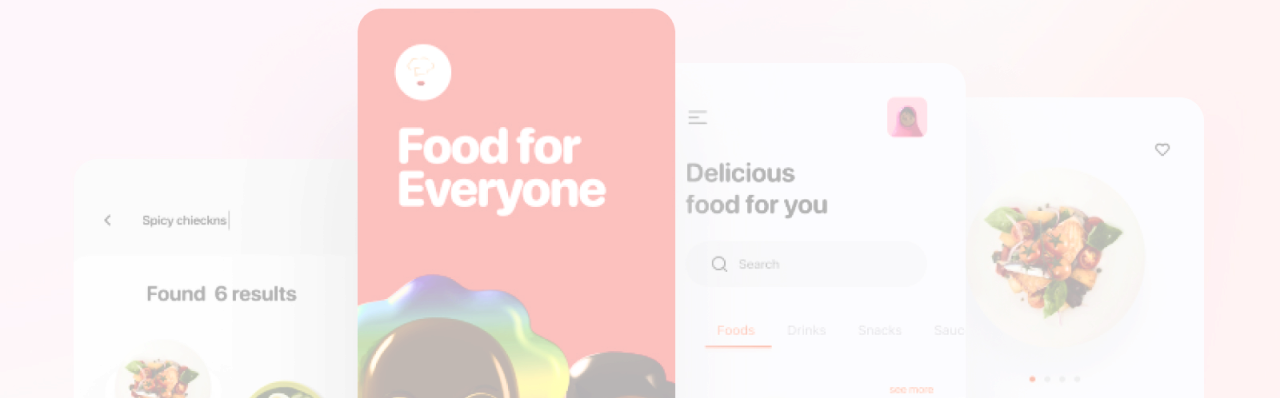 Spicy chieckns
Found 6 results
Food for
Everyone
Delicious
food for you
Search
Foods Drinks Snacks Sauc
see more